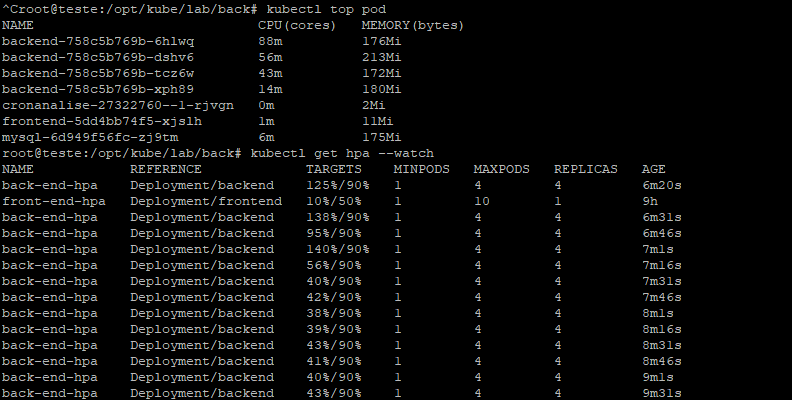 ^Croot@teste:/opt/kube/lab/back# kubectl top pod
NAME                          CPU(cores)   MEMORY(bytes)
backend-758c5b769b-6hlwq      88m          176Mi
backend-758c5b769b-dshv6      56m          213Mi
backend-758c5b769b-tcz6w      43m          172Mi
backend-758c5b769b-xph89      14m          180Mi
cronanalise-27322760--1-rjvgn   0m           2Mi
frontend-5dd4bb74f5-xjslh     1m           11Mi
mysql-6d949f56fc-zj9tm        6m           175Mi
root@teste:/opt/kube/lab/back# kubectl get hpa --watch
NAME            REFERENCE             TARGETS    MINPODS   MAXPODS   REPLICAS   AGE
back-end-hpa    Deployment/backend    125%/90%   1         4         4          6m20s
front-end-hpa   Deployment/frontend   10%/50%    1         10        1          9h
back-end-hpa    Deployment/backend    138%/90%   1         4         4          6m31s
back-end-hpa    Deployment/backend    95%/90%    1         4         4          6m46s
back-end-hpa    Deployment/backend    140%/90%   1         4         4          7m1s
back-end-hpa    Deployment/backend    56%/90%    1         4         4          7m16s
back-end-hpa    Deployment/backend    40%/90%    1         4         4          7m31s
back-end-hpa    Deployment/backend    42%/90%    1         4         4          7m46s
back-end-hpa    Deployment/backend    38%/90%    1         4         4          8m1s
back-end-hpa    Deployment/backend    39%/90%    1         4         4          8m16s
back-end-hpa    Deployment/backend    43%/90%    1         4         4          8m31s
back-end-hpa    Deployment/backend    41%/90%    1         4         4          8m46s
back-end-hpa    Deployment/backend    40%/90%    1         4         4          9m1s
back-end-hpa    Deployment/backend    43%/90%    1         4         4          9m31s